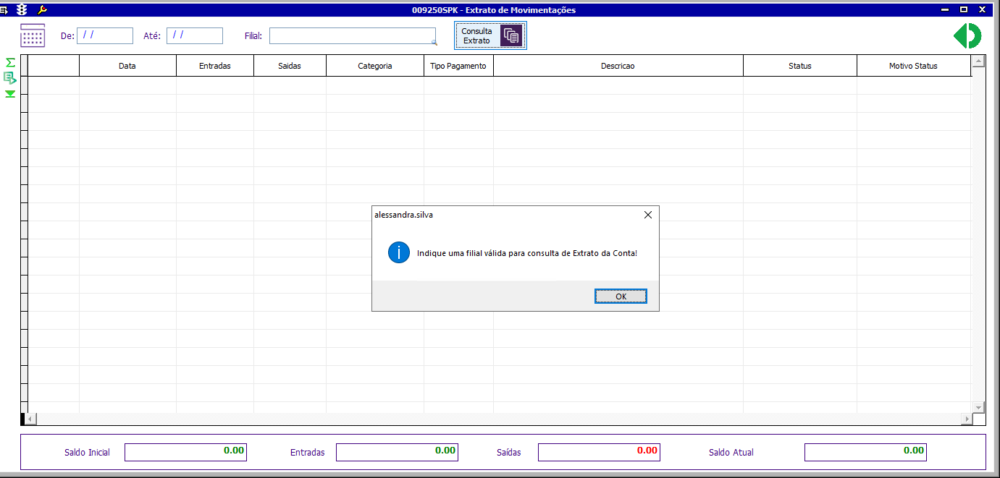 009250SPK - Extrato de Movimentações
De: / / Até: / / Filial: Consulta Extrato
Data Entradas Saidas Categoria Tipo Pagamento Descricao Status Motivo Status
alessandra.silva
Indique uma filial válida para consulta de Extrato da Conta!
OK
Saldo Inicial 0.00 Entradas 0.00 Saídas 0.00 Saldo Atual 0.00